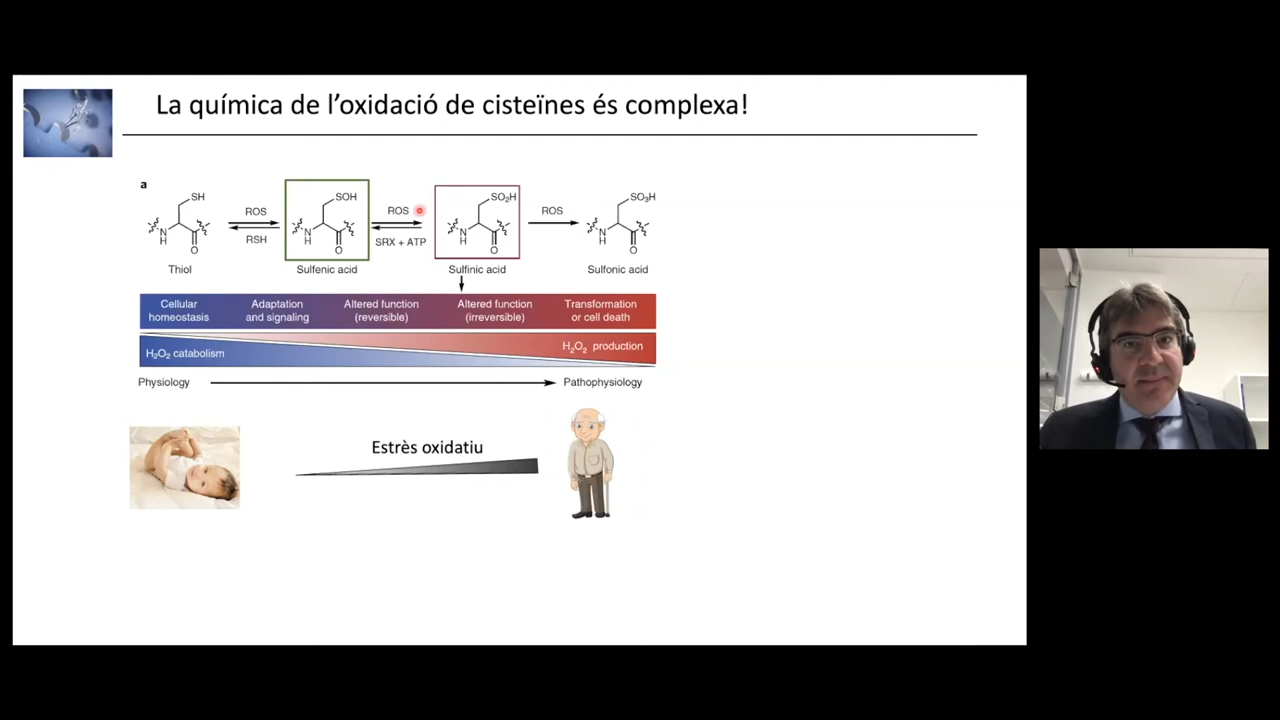 La química de l’oxidació de cisteïnes és complexa!
a
SH
SOH
SO₂H
SO₃H
ROS
ROS
ROS
RSH
SRX + ATP
N
H
O
N
H
O
N
H
O
N
H
O
Thiol
Sulfenic acid
Sulfinic acid
Sulfonic acid
Cellular
homeostasis
Adaptation
and signaling
Altered function
(reversible)
Altered function
(irreversible)
Transformation
or cell death
H₂O₂ catabolism
H₂O₂ production
Physiology
Pathophysiology
Estrès oxidatiu